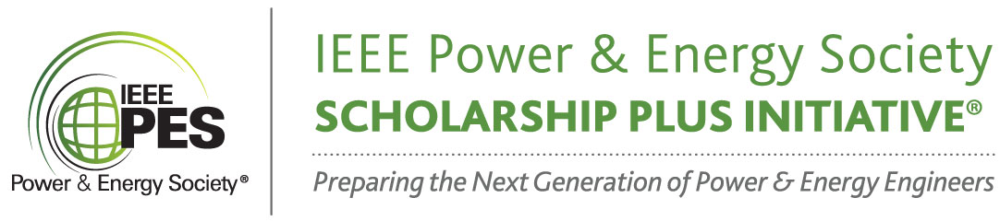 IEEE
PES
Power & Energy Society®
IEEE Power & Energy Society
SCHOLARSHIP PLUS INITIATIVE®
Preparing the Next Generation of Power & Energy Engineers